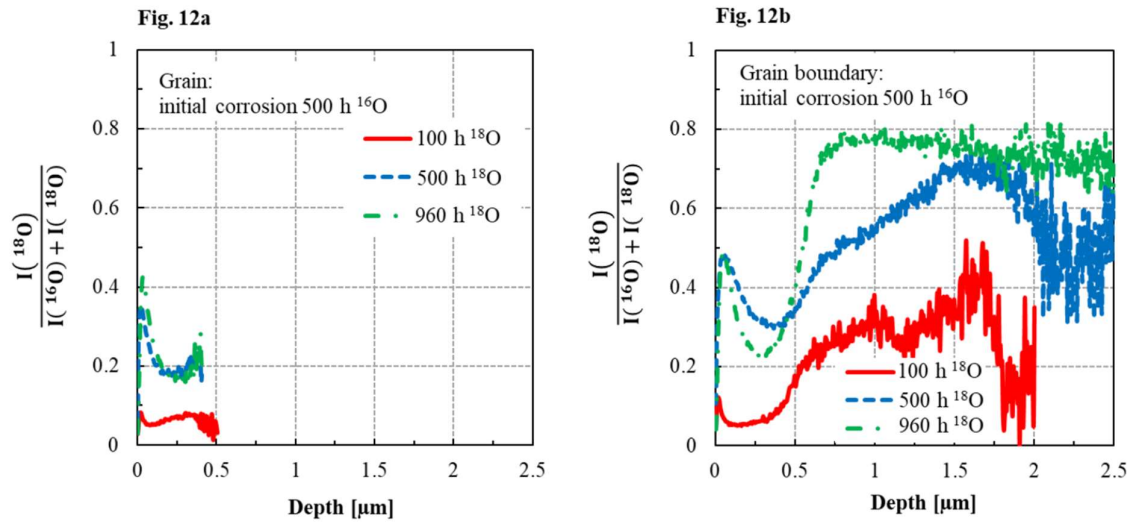 Fig. 12a
1
0.8
0.6
0.4
0.2
0
Grain:
initial corrosion 500 h ¹⁶O
100 h ¹⁸O
500 h ¹⁸O
960 h ¹⁸O
I(¹⁸O)
I(¹⁶O) + I(¹⁸O)
0 0.5 1 1.5 2 2.5
Depth [µm]
Fig. 12b
1
0.8
0.6
0.4
0.2
0
Grain boundary:
initial corrosion 500 h ¹⁶O
100 h ¹⁸O
500 h ¹⁸O
960 h ¹⁸O
I(¹⁸O)
I(¹⁶O) + I(¹⁸O)
0 0.5 1 1.5 2 2.5
Depth [µm]